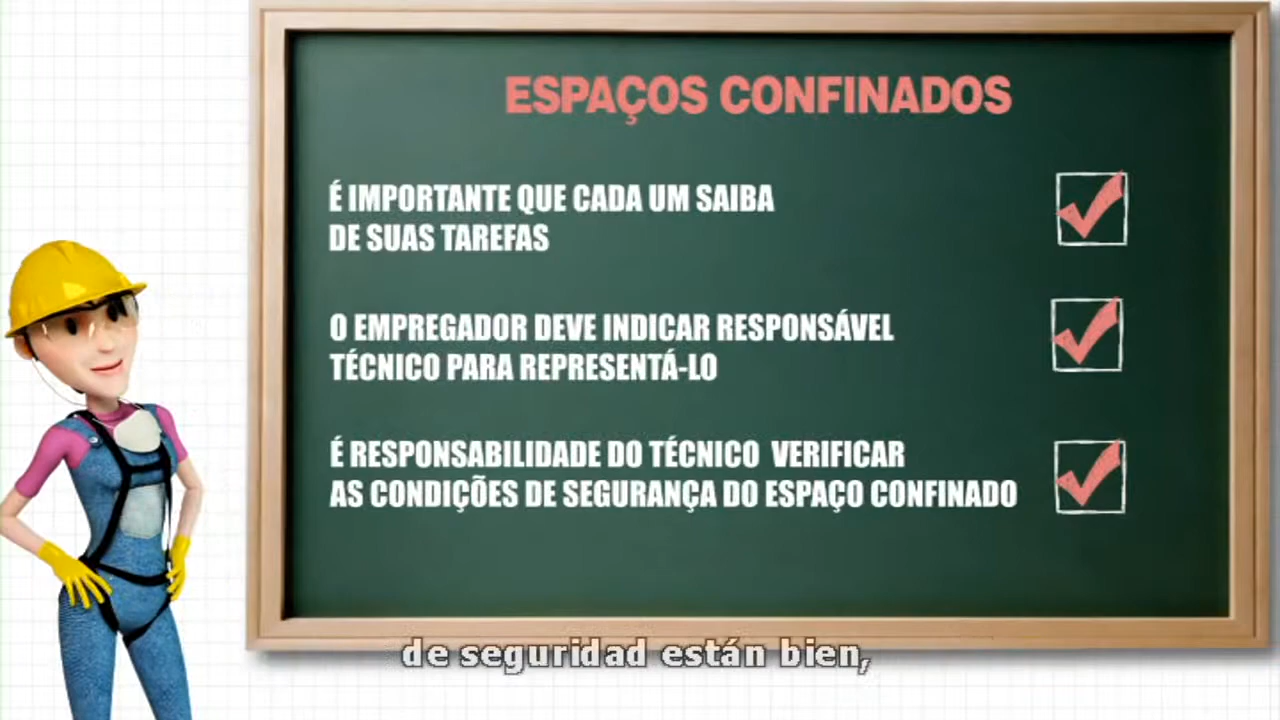 ESPAÇOS CONFINADOS
É IMPORTANTE QUE CADA UM SAIBA
DE SUAS TAREFAS
O EMPREGADOR DEVE INDICAR RESPONSÁVEL
TÉCNICO PARA REPRESENTÁ-LO
É RESPONSABILIDADE DO TÉCNICO VERIFICAR
AS CONDIÇÕES DE SEGURANÇA DO ESPAÇO CONFINADO
de seguridad están bien,